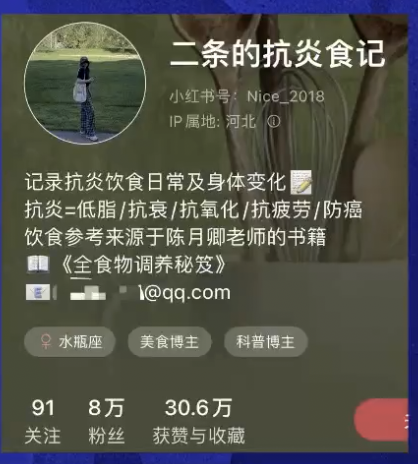 二条的抗炎食记
小红书号：Nice_2018
IP属地：河北
记录抗炎饮食日常及身体变化
抗炎=低脂/抗衰/抗氧化/抗疲劳/防癌
饮食参考来源于陈月卿老师的书籍
《全食物调养秘笈》
@qq.com
水瓶座 美食博主 科普博主
91 8万 30.6万
关注 粉丝 获赞与收藏